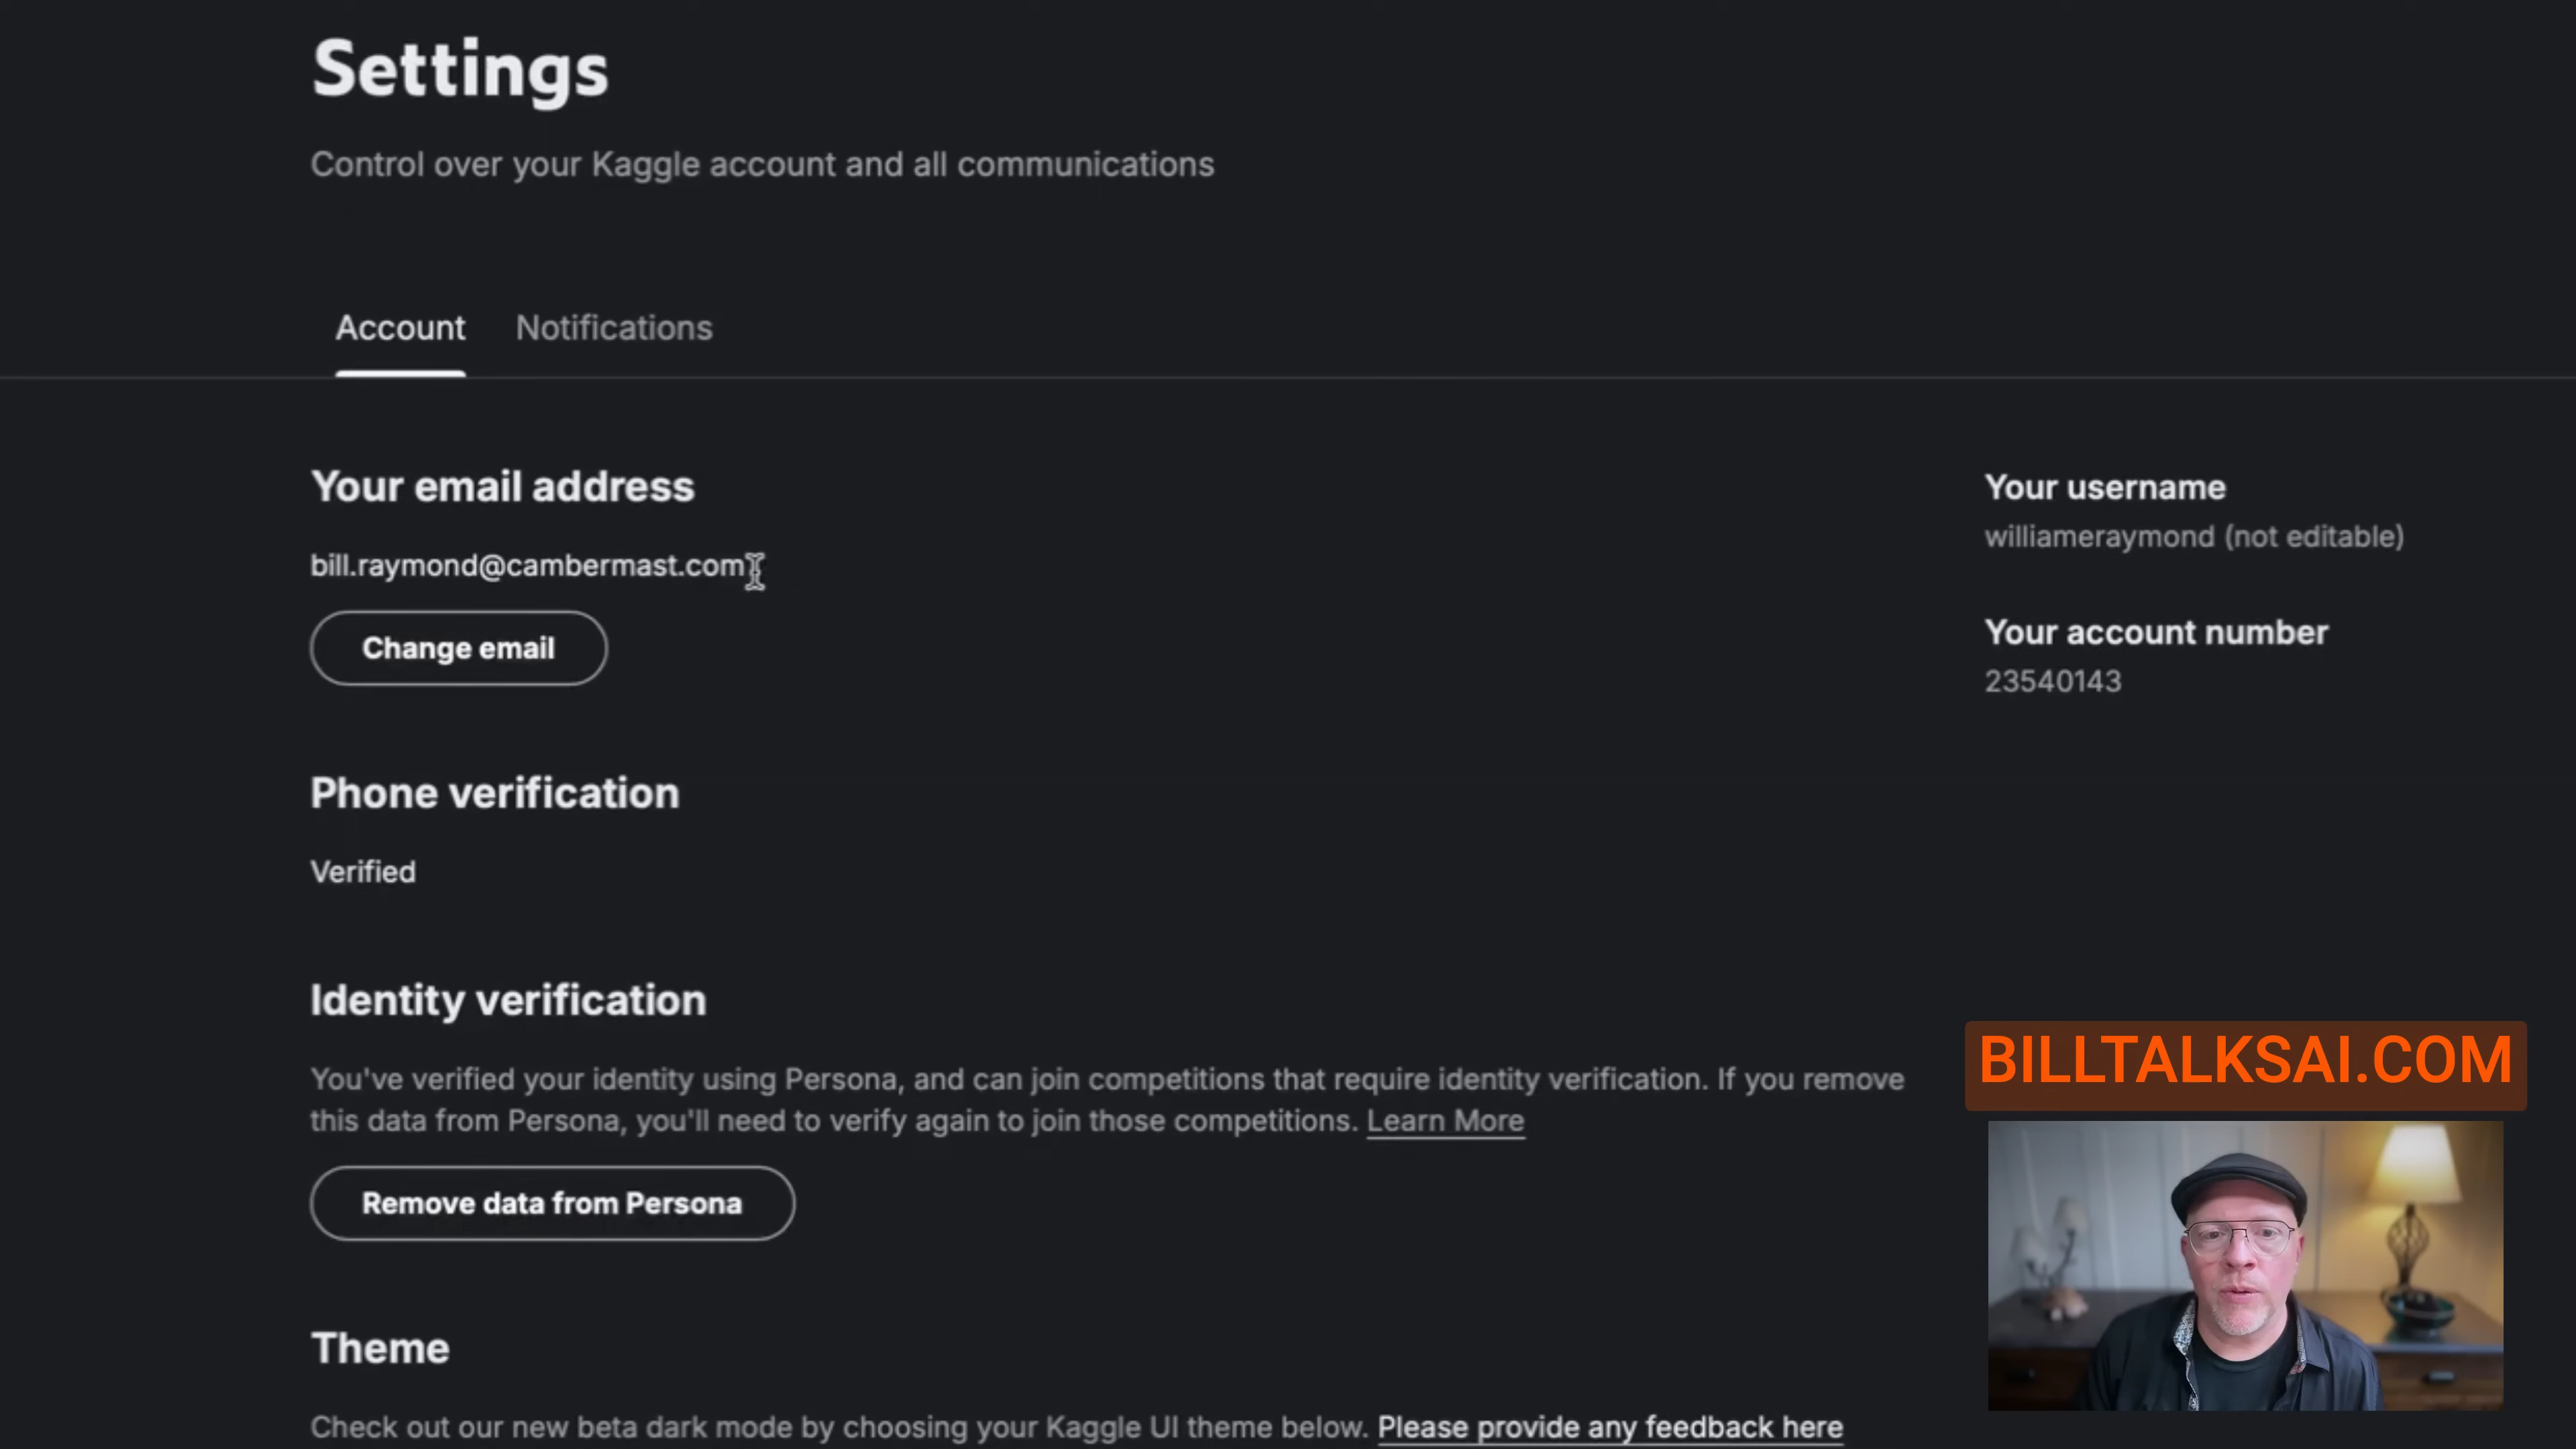 Settings
Control over your Kaggle account and all communications
Account
Notifications
Your email address
bill.raymond@cambermast.com
Change email
Your username
williameraymond (not editable)
Your account number
23540143
Phone verification
Verified
Identity verification
You've verified your identity using Persona, and can join competitions that require identity verification. If you remove
this data from Persona, you'll need to verify again to join those competitions. Learn More
Remove data from Persona
BILLTALKSAI.COM
Theme
Check out our new beta dark mode by choosing your Kaggle UI theme below. Please provide any feedback here